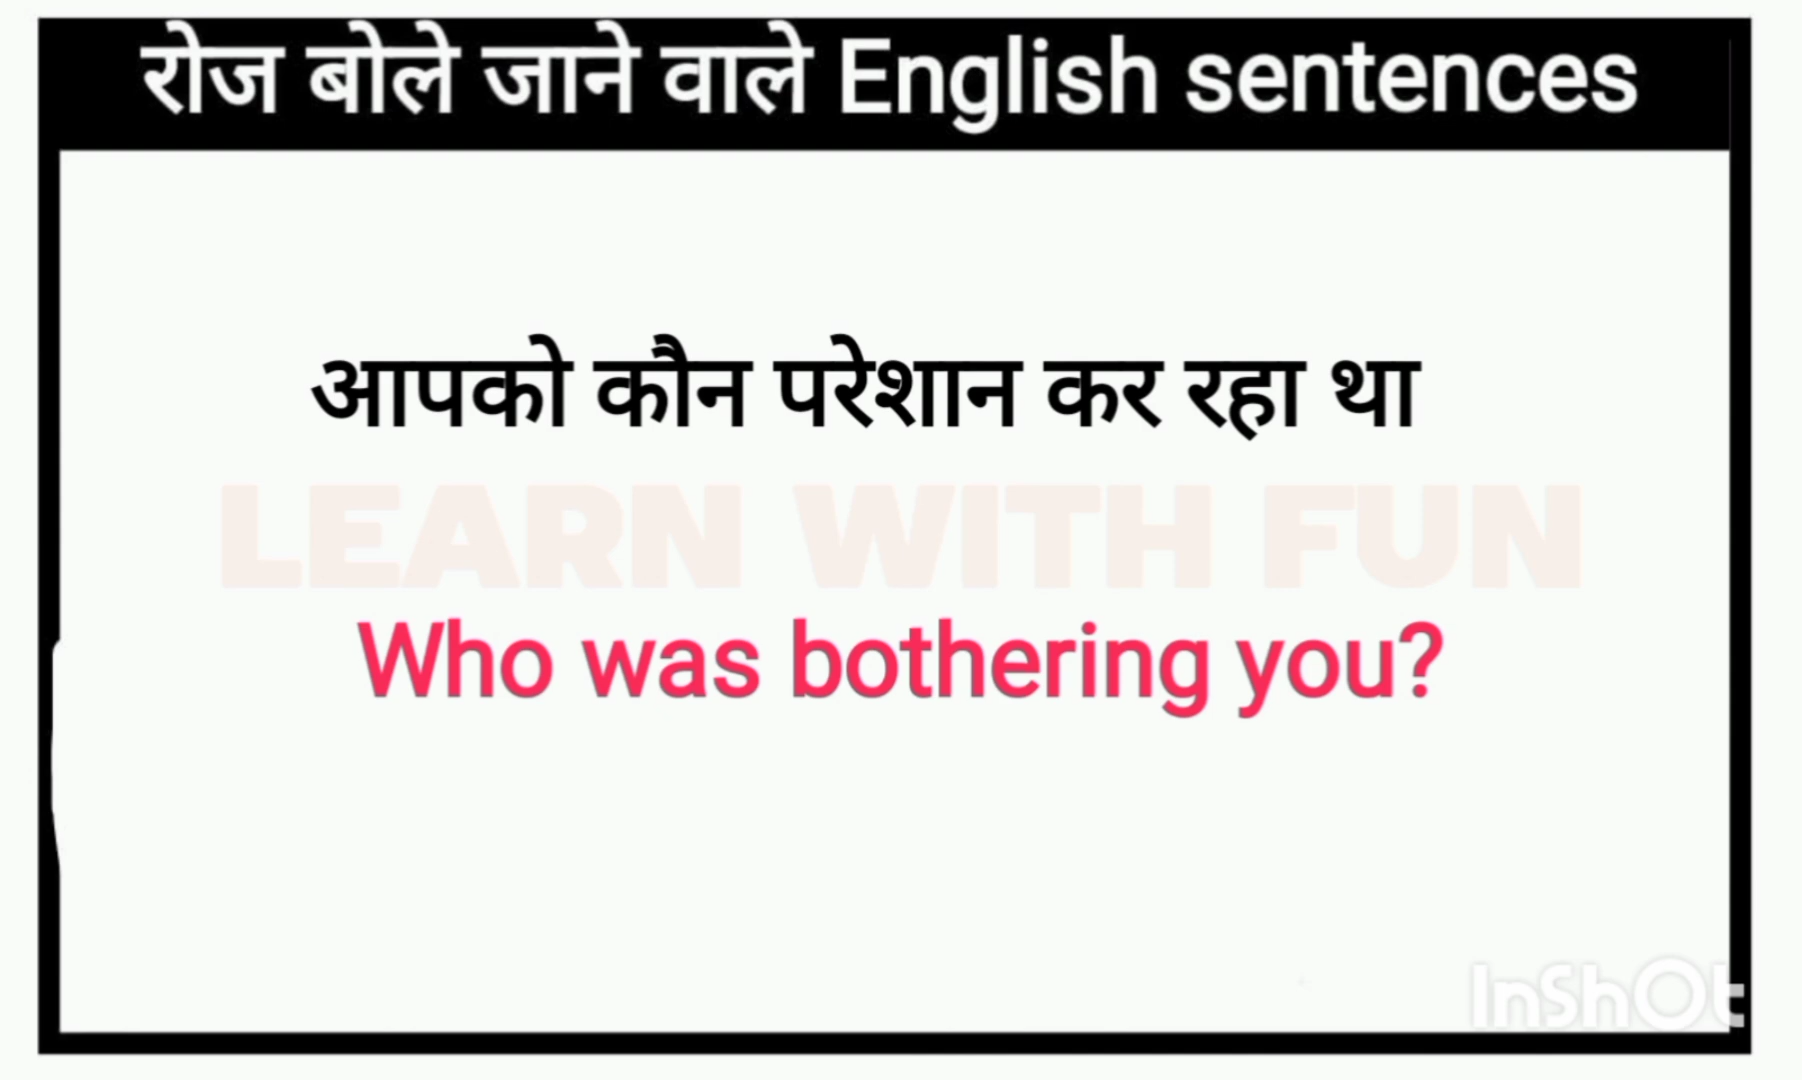 रोज बोले जाने वाले English sentences
आपको कौन परेशान कर रहा था
LEARN WITH FUN
Who was bothering you?
InShOt